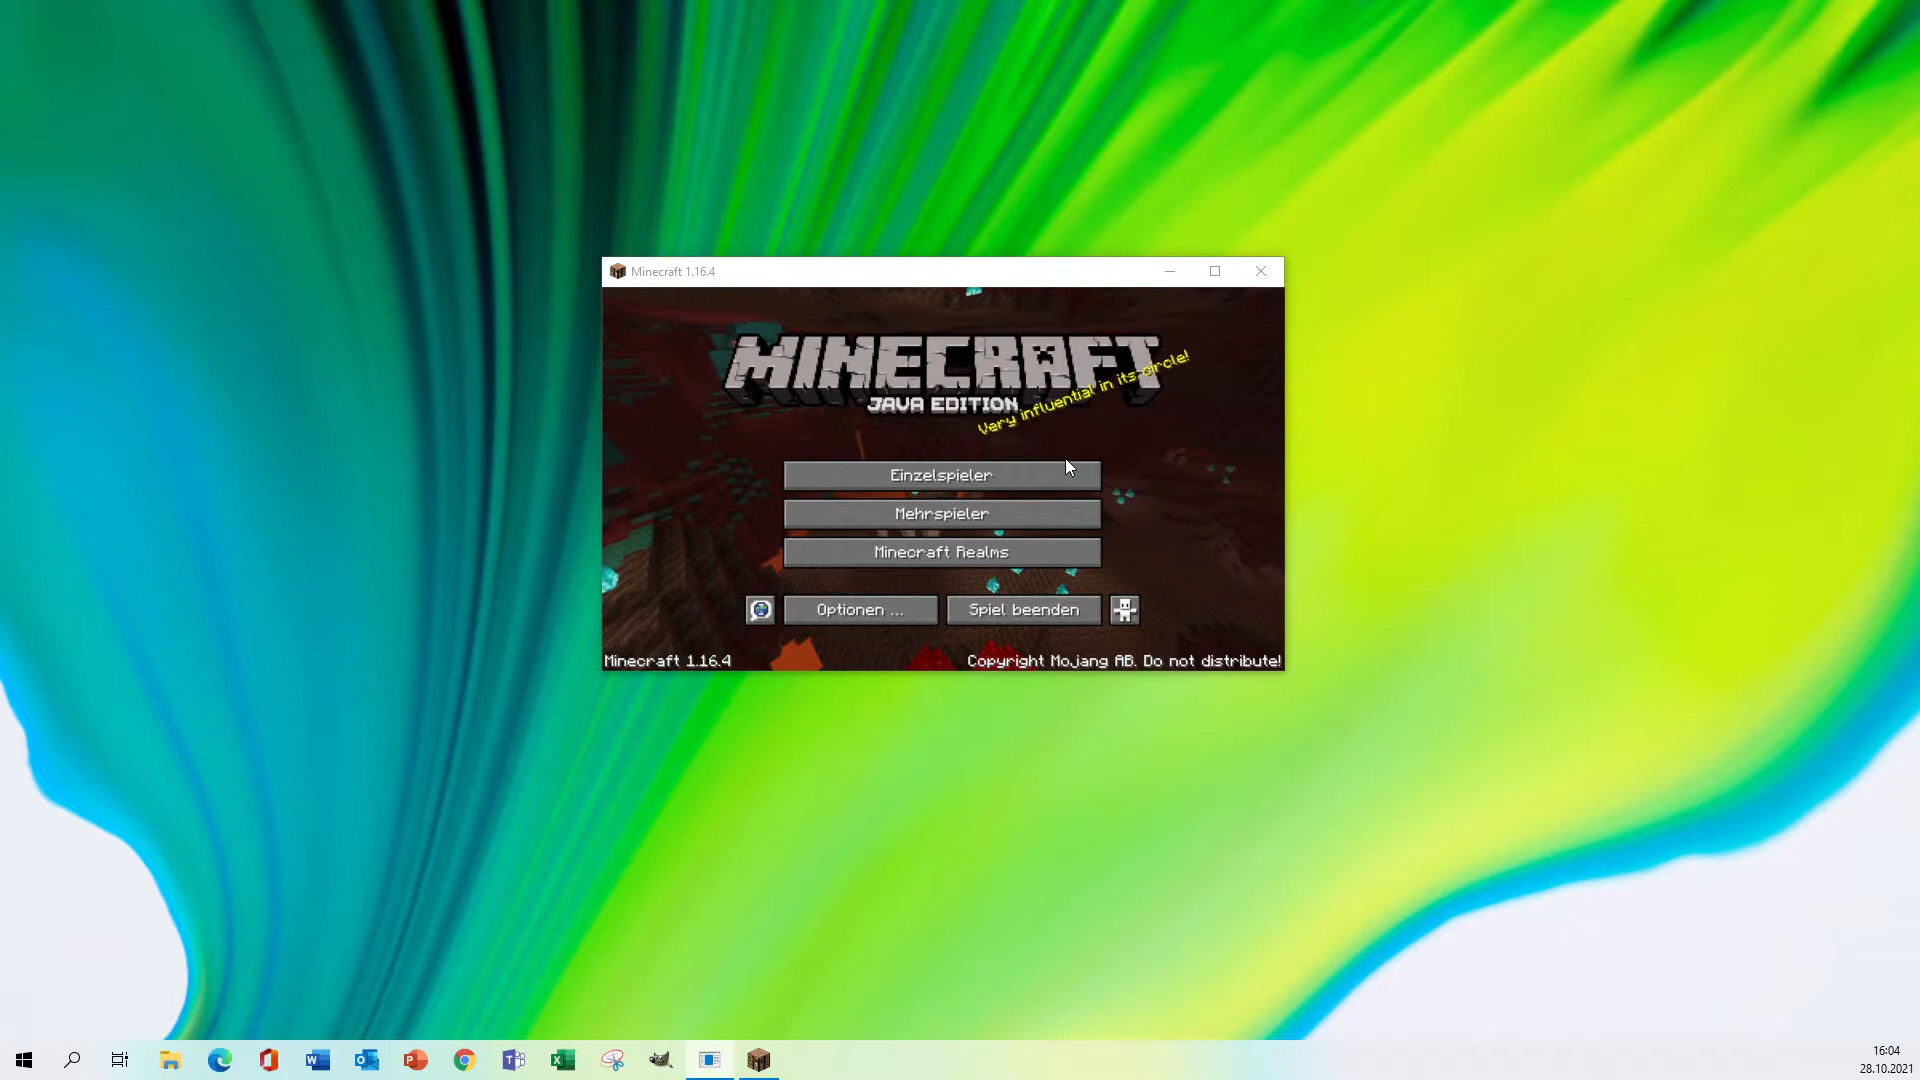 Minecraft 1.16.4
MINECRAFT
JAVA EDITION
Very influential in its circle!
Einzelspieler
Mehrspieler
Minecraft Realms
Optionen ...
Spiel beenden
Minecraft 1.16.4
Copyright Mojang AB. Do not distribute!
16:04
28.10.2021